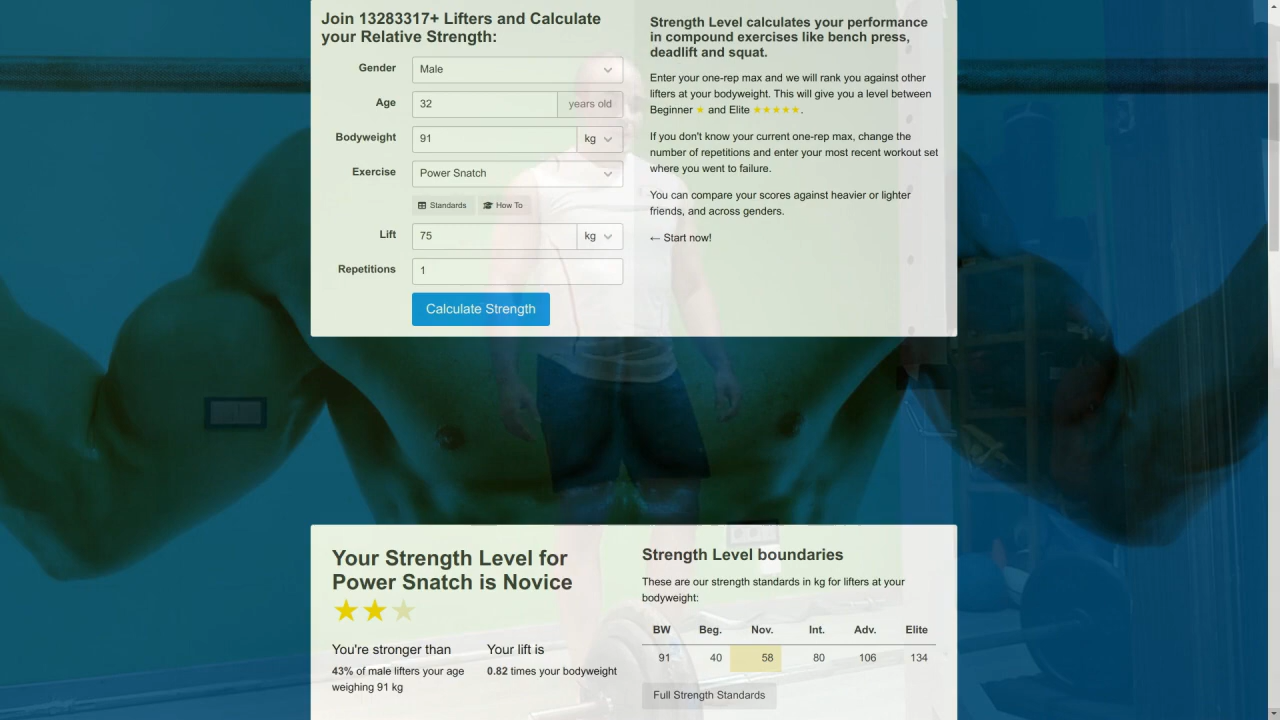 Join 13283317+ Lifters and Calculate
your Relative Strength:
Gender
Male
Age
32
years old
Bodyweight
91
kg
Exercise
Power Snatch
Standards
How To
Lift
75
kg
Repetitions
1
Calculate Strength
Strength Level calculates your performance
in compound exercises like bench press,
deadlift and squat.
Enter your one-rep max and we will rank you against other
lifters at your bodyweight. This will give you a level between
Beginner ★ and Elite ★★★★★.
If you don't know your current one-rep max, change the
number of repetitions and enter your most recent workout set
where you went to failure.
You can compare your scores against heavier or lighter
friends, and across genders.
← Start now!
Your Strength Level for
Power Snatch is Novice
You're stronger than
43% of male lifters your age
weighing 91 kg
Your lift is
0.82 times your bodyweight
Strength Level boundaries
These are our strength standards in kg for lifters at your
bodyweight:
BW Beg. Nov. Int. Adv. Elite
91 40 58 80 106 134
Full Strength Standards